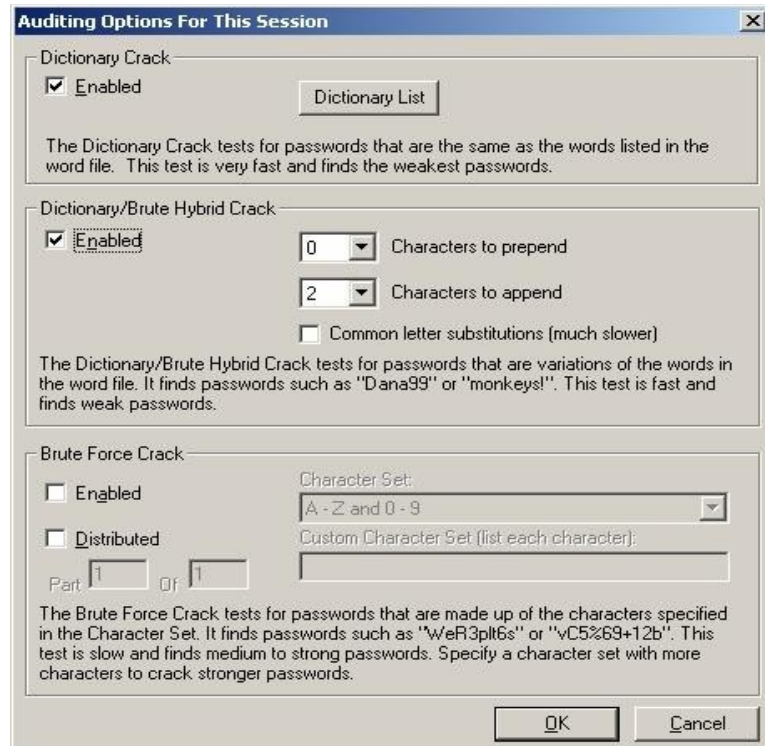 Auditing Options For This Session
Dictionary Crack
Enabled
Dictionary List
The Dictionary Crack tests for passwords that are the same as the words listed in the
word file. This test is very fast and finds the weakest passwords.
Dictionary/Brute Hybrid Crack
Enabled
0 Characters to prepend
2 Characters to append
Common letter substitutions (much slower)
The Dictionary/Brute Hybrid Crack tests for passwords that are variations of the words in
the word file. It finds passwords such as "Dana99" or "monkeys!". This test is fast and
finds weak passwords.
Brute Force Crack
Enabled
Character Set:
A - Z and 0 - 9
Distributed
Custom Character Set (list each character):
Part 1 Of 1
The Brute Force Crack tests for passwords that are made up of the characters specified
in the Character Set. It finds passwords such as "WeR3plt6s" or "vC5%69+12b". This
test is slow and finds medium to strong passwords. Specify a character set with more
characters to crack stronger passwords.
OK
Cancel